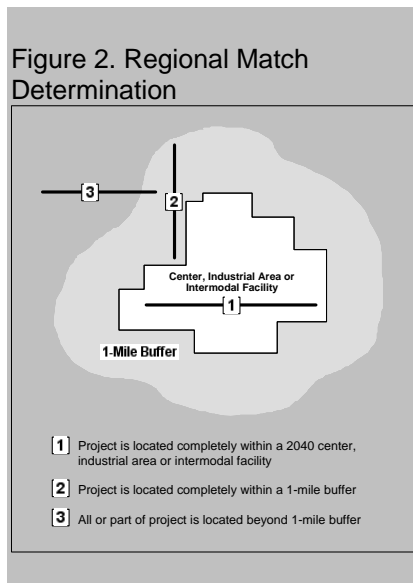 Figure 2. Regional Match
Determination
[3]
[2]
Center, Industrial Area or
Intermodal Facility
[1]
1-Mile Buffer
[1] Project is located completely within a 2040 center,
industrial area or intermodal facility
[2] Project is located completely within a 1-mile buffer
[3] All or part of project is located beyond 1-mile buffer